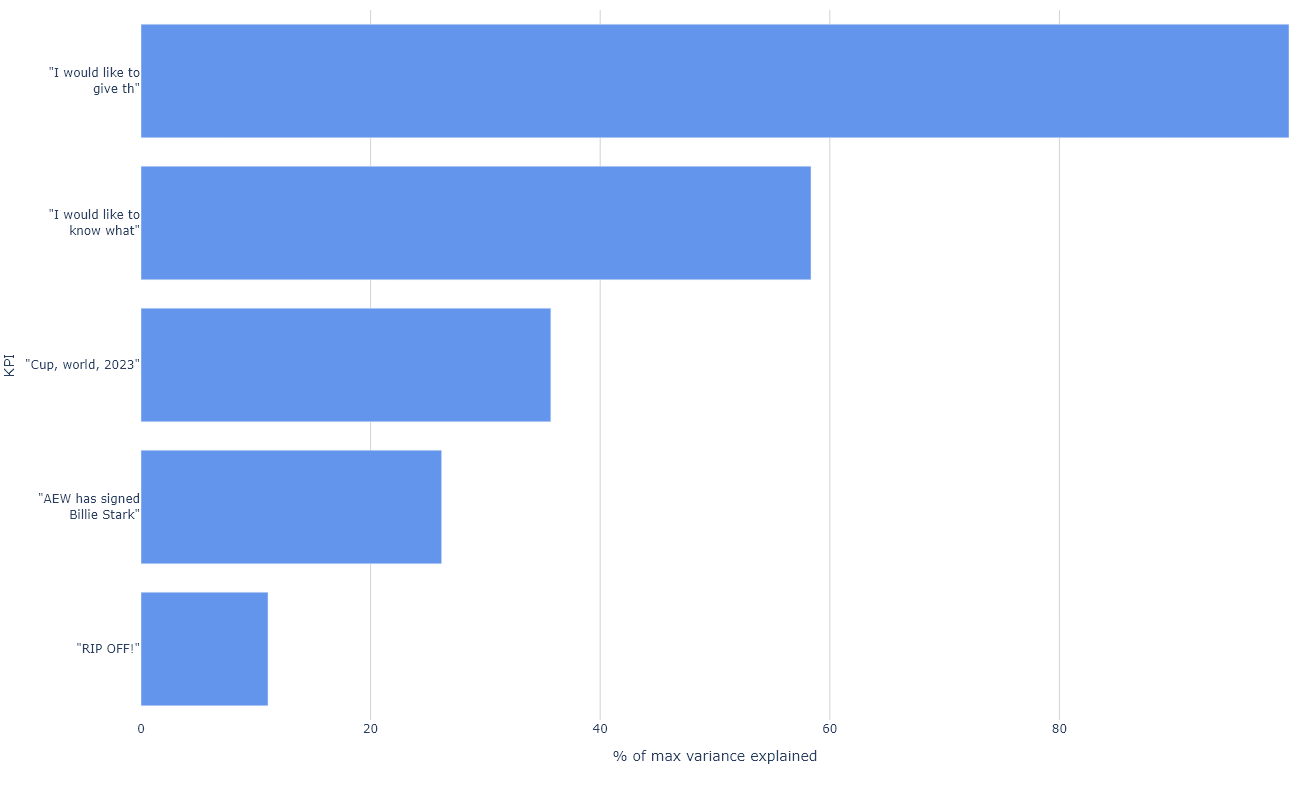 "I would like to
give th"
"I would like to
know what"
KPI
"Cup, world, 2023"
"AEW has signed
Billie Stark"
"RIP OFF!"
0 20 40 60 80
% of max variance explained